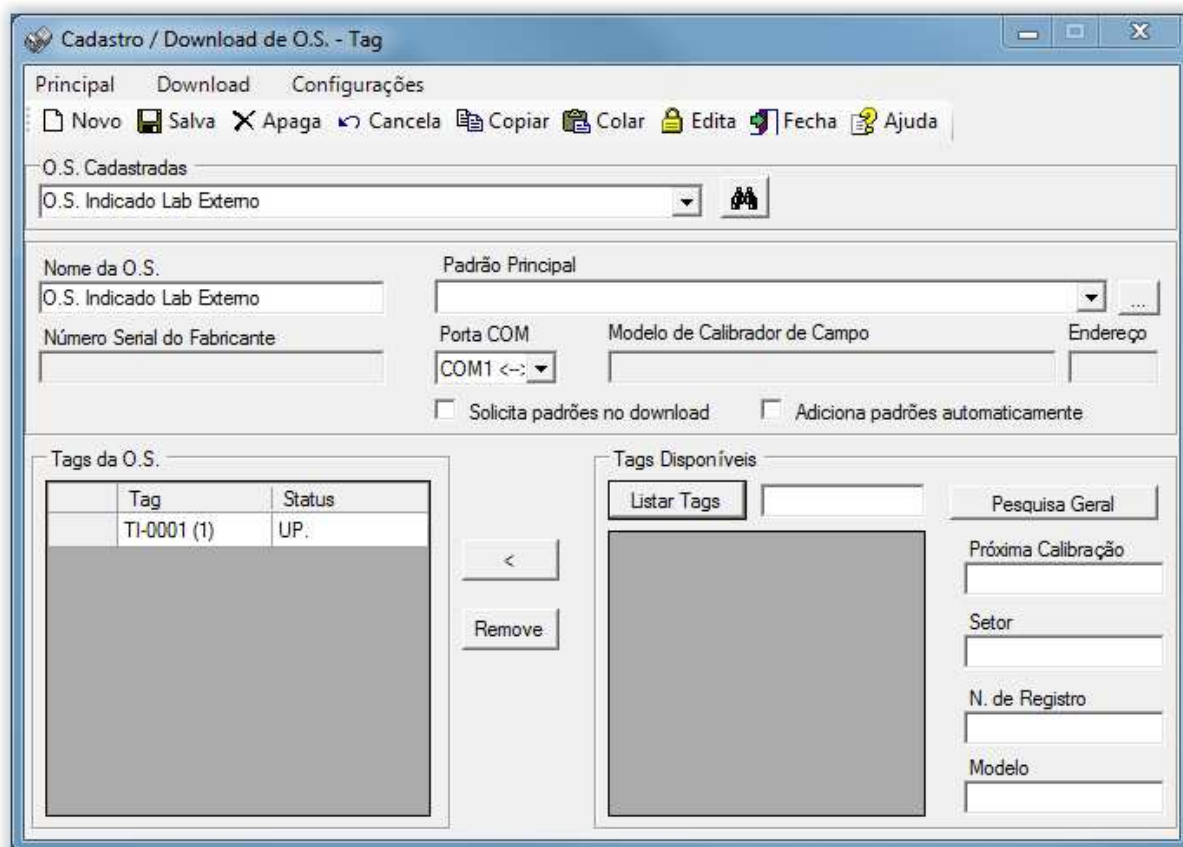 Cadastro / Download de O.S. - Tag
Principal Download Configurações
Novo Salva Apaga Cancela Copiar Colar Edita Fecha Ajuda
O.S. Cadastradas
O.S. Indicado Lab Externo
Nome da O.S. Padrão Principal
O.S. Indicado Lab Externo ...
Número Serial do Fabricante Porta COM Modelo de Calibrador de Campo Endereço
COM1 <-:
Solicita padrões no download Adiciona padrões automaticamente
Tags da O.S. Tags Disponíveis
Tag Status Listar Tags Pesquisa Geral
TI-0001 (1) UP.
< Próxima Calibração
Remove Setor
N. de Registro
Modelo